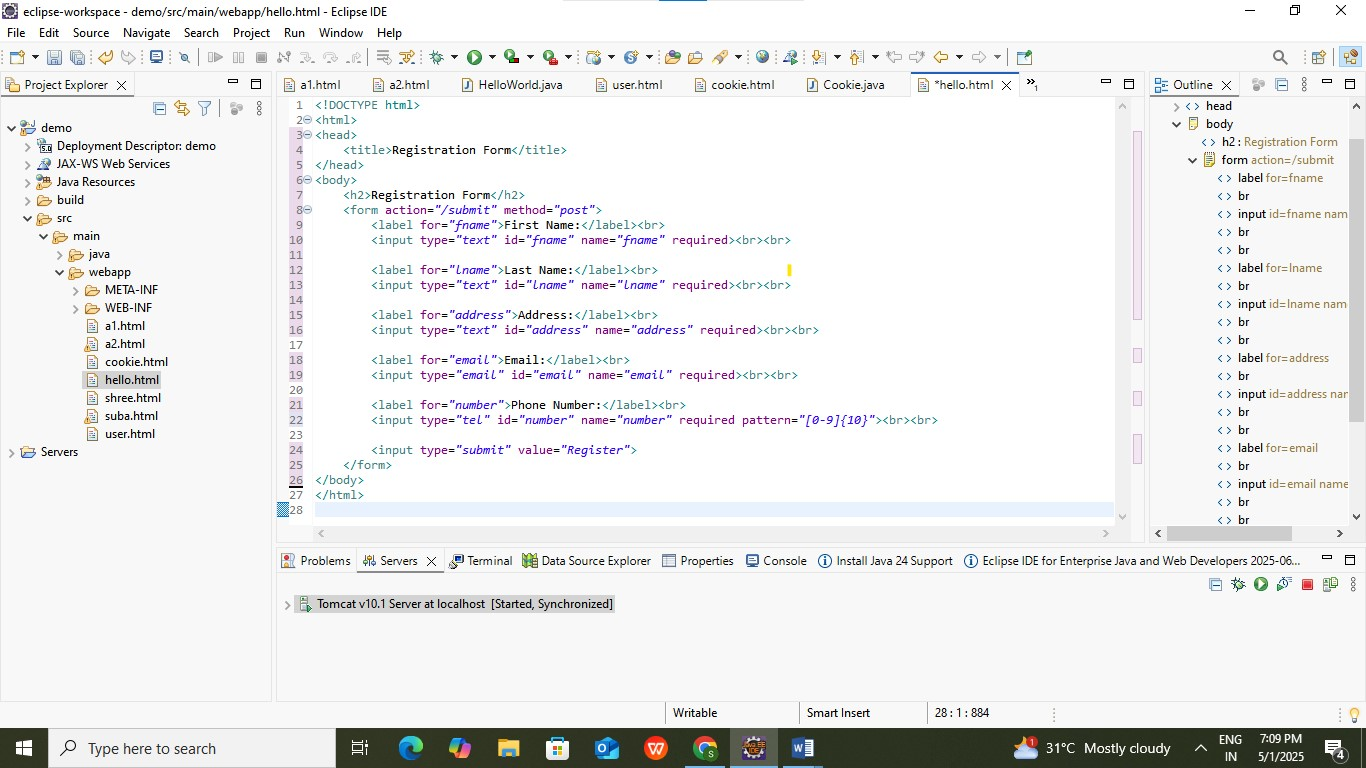 eclipse-workspace - demo/src/main/webapp/hello.html - Eclipse IDE
File Edit Source Navigate Search Project Run Window Help
Project Explorer
demo
Deployment Descriptor: demo
JAX-WS Web Services
Java Resources
build
src
main
java
webapp
META-INF
WEB-INF
a1.html
a2.html
cookie.html
hello.html
shree.html
suba.html
user.html
Servers
a1.html a2.html HelloWorld.java user.html cookie.html Cookie.java *hello.html »1
1 <!DOCTYPE html>
2 <html>
3 <head>
4 <title>Registration Form</title>
5 </head>
6 <body>
7 <h2>Registration Form</h2>
8 <form action="/submit" method="post">
9 <label for="fname">First Name:</label><br>
10 <input type="text" id="fname" name="fname" required><br><br>
11
12 <label for="lname">Last Name:</label><br>
13 <input type="text" id="lname" name="lname" required><br><br>
14
15 <label for="address">Address:</label><br>
16 <input type="text" id="address" name="address" required><br><br>
17
18 <label for="email">Email:</label><br>
19 <input type="email" id="email" name="email" required><br><br>
20
21 <label for="number">Phone Number:</label><br>
22 <input type="tel" id="number" name="number" required pattern="[0-9]{10}"><br><br>
23
24 <input type="submit" value="Register">
25 </form>
26 </body>
27 </html>
28
Outline
head
body
h2 : Registration Form
form action=/submit
label for=fname
br
input id=fname nam
br
br
label for=lname
br
input id=lname nam
br
br
label for=address
br
input id=address nar
br
br
label for=email
br
input id=email name
br
br
Problems Servers Terminal Data Source Explorer Properties Console Install Java 24 Support Eclipse IDE for Enterprise Java and Web Developers 2025-06...
Tomcat v10.1 Server at localhost [Started, Synchronized]
Writable Smart Insert 28 : 1 : 884
Type here to search
31°C Mostly cloudy
ENG
IN
7:09 PM
5/1/2025
4